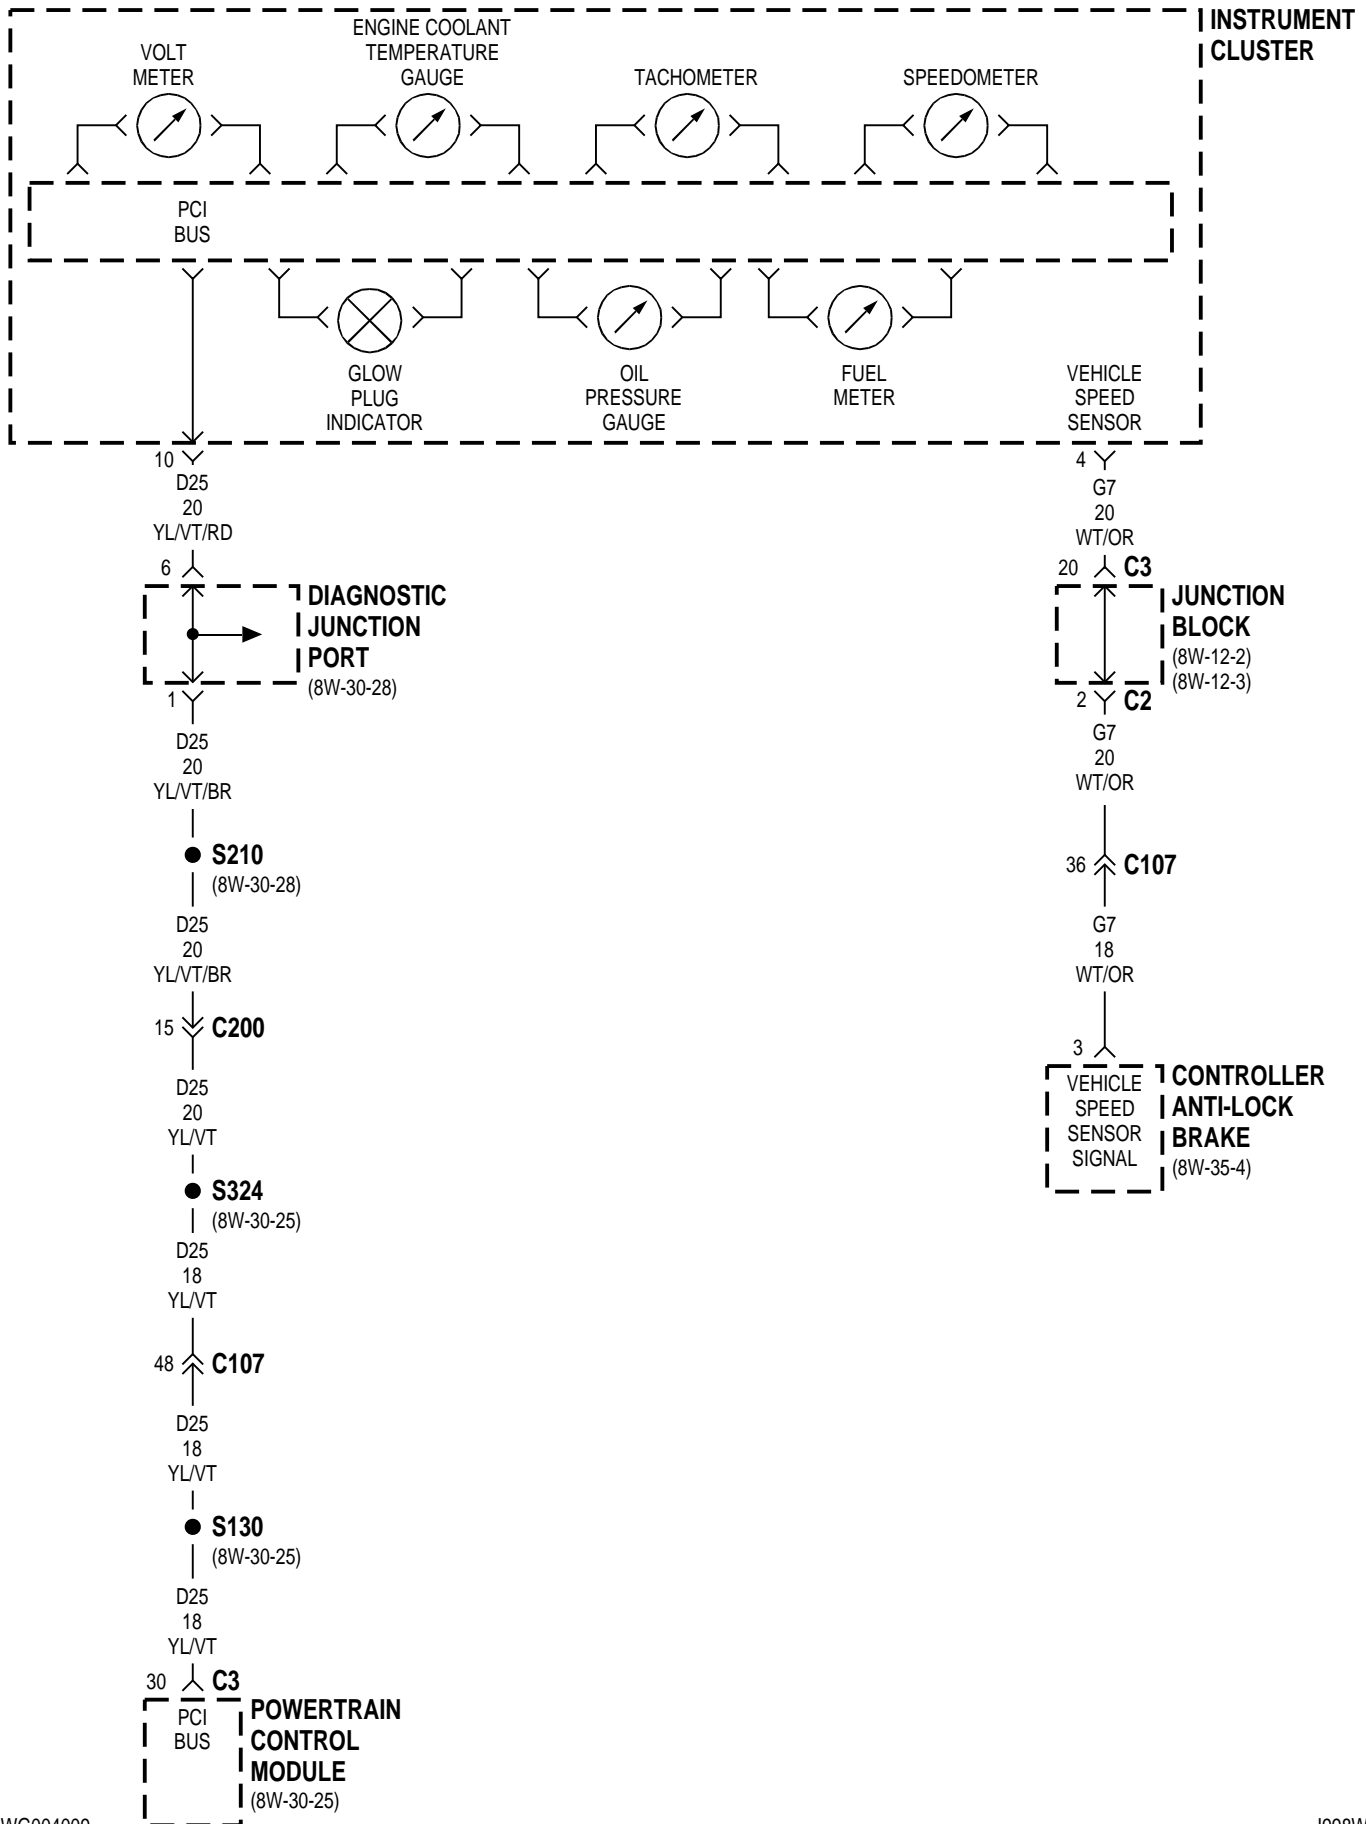 INSTRUMENT
CLUSTER
VOLT
METER
ENGINE COOLANT
TEMPERATURE
GAUGE
TACHOMETER
SPEEDOMETER
PCI
BUS
GLOW
PLUG
INDICATOR
OIL
PRESSURE
GAUGE
FUEL
METER
VEHICLE
SPEED
SENSOR
10
D25
20
YL/VT/RD
6
DIAGNOSTIC
JUNCTION
PORT
(8W-30-28)
1
D25
20
YL/VT/BR
S210
(8W-30-28)
D25
20
YL/VT/BR
15 C200
D25
20
YL/VT
S324
(8W-30-25)
D25
18
YL/VT
48 C107
D25
18
YL/VT
S130
(8W-30-25)
D25
18
YL/VT
30 C3
PCI
BUS
POWERTRAIN
CONTROL
MODULE
(8W-30-25)
4
G7
20
WT/OR
20 C3
JUNCTION
BLOCK
(8W-12-2)
(8W-12-3)
2 C2
G7
20
WT/OR
36 C107
G7
18
WT/OR
3
VEHICLE
SPEED
SENSOR
SIGNAL
CONTROLLER
ANTI-LOCK
BRAKE
(8W-35-4)